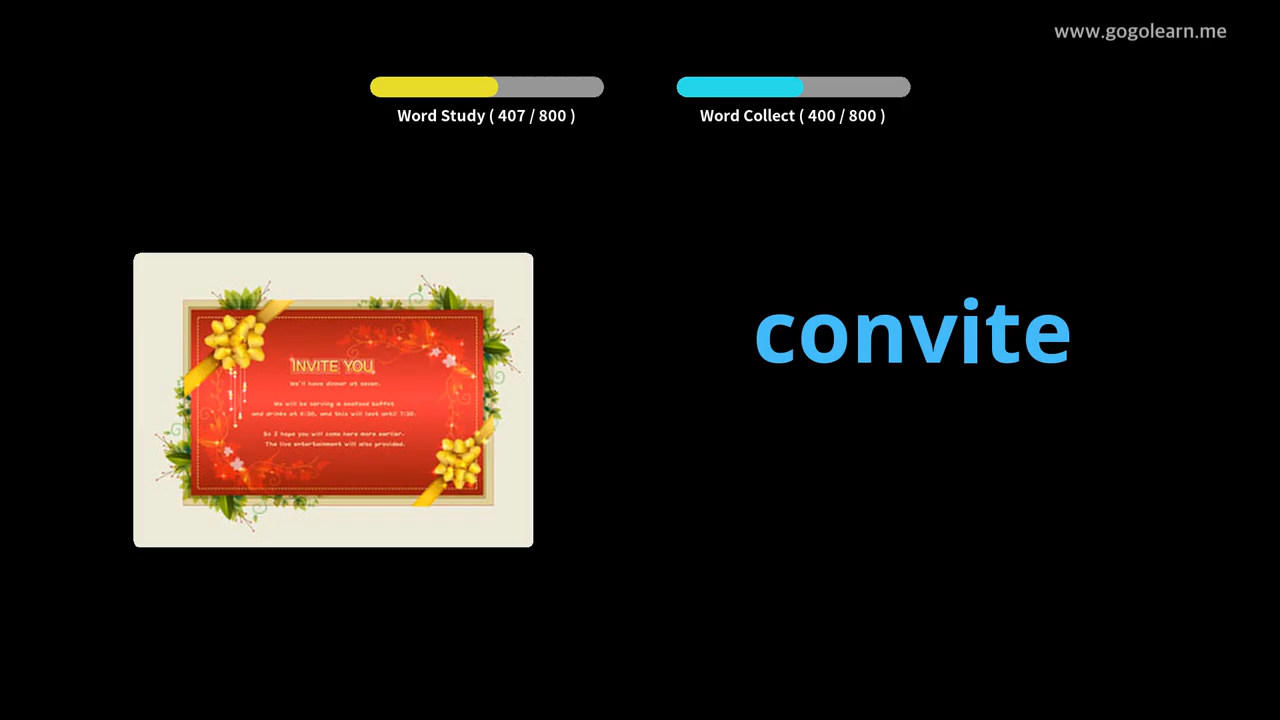 www.gogolearn.me
Word Study ( 407 / 800 )
Word Collect ( 400 / 800 )
convite
INVITE YOU
We'll have dinner at seven.
We will be serving a seafood buffet
and drinks at 6:30, and this will last until 7:30.
So I hope you will come here more earlier.
The live entertainment will also provided.